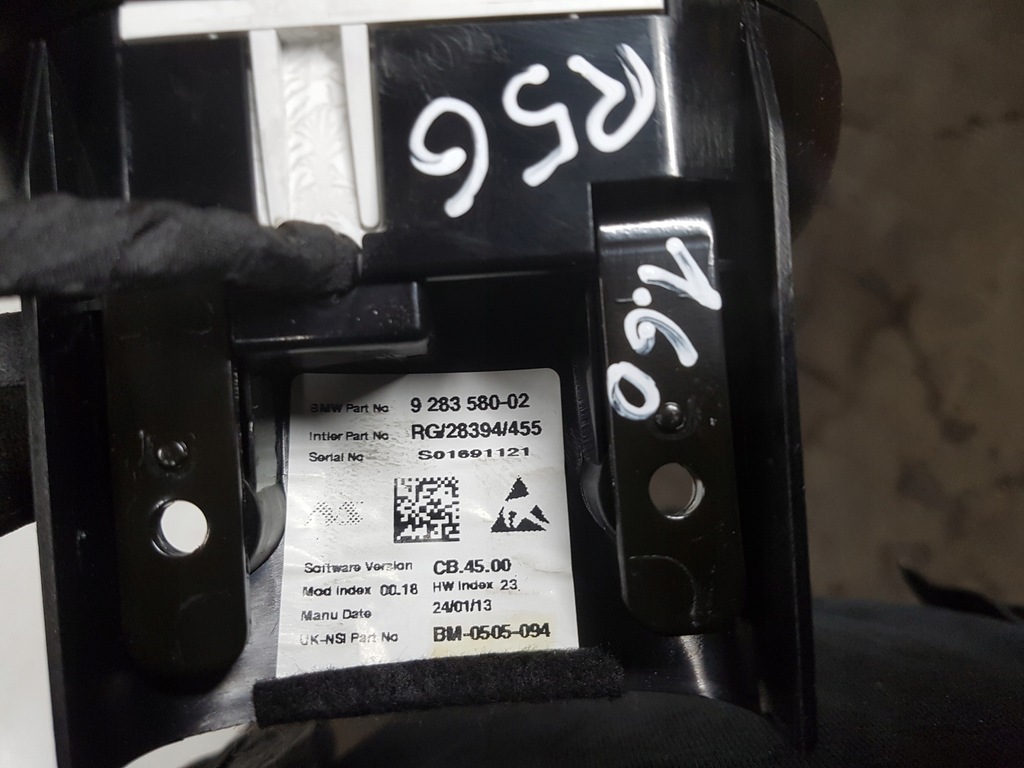 R56
1.60
BMW Part No 9 283 580-02
Intier Part No RG/28394/455
Serial No S01691121
Software Version CB.45.00
Mod Index 00.18 HW Index 23.
Manu Date 24/01/13
UK-NSI Part No BM-0505-094